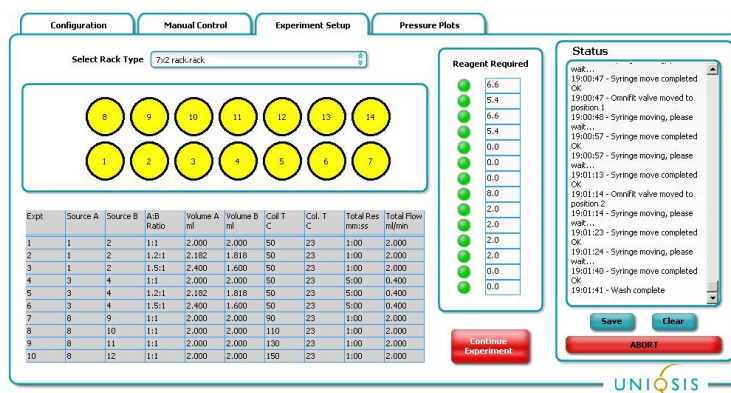 Configuration
Manual Control
Experiment Setup
Pressure Plots
Select Rack Type 7x2 rack.rack
8 9 10 11 12 13 14
1 2 3 4 5 6 7
Expt Source A Source B A:B Ratio Volume A ml Volume B ml Coil T C Col. T C Total Res mm:ss Total Flow ml/min
1 1 2 1:1 2.000 2.000 50 23 1:00 2.000
2 1 2 1.2:1 2.182 1.818 50 23 1:00 2.000
3 1 2 1.5:1 2.400 1.600 50 23 1:00 2.000
4 3 4 1:1 2.000 2.000 50 23 5:00 0.400
5 3 4 1.2:1 2.182 1.818 50 23 5:00 0.400
6 3 4 1.5:1 2.400 1.600 50 23 5:00 0.400
7 8 9 1:1 2.000 2.000 90 23 1:00 2.000
8 8 10 1:1 2.000 2.000 110 23 1:00 2.000
9 8 11 1:1 2.000 2.000 130 23 1:00 2.000
10 8 12 1:1 2.000 2.000 150 23 1:00 2.000
Reagent Required
6.6
5.4
6.6
5.4
0.0
0.0
0.0
8.0
2.0
2.0
2.0
2.0
0.0
0.0
Continue
Experiment
Status
wait...
19:00:47 - Syringe move completed
OK
19:00:47 - Omnifit valve moved to
position 1
19:00:48 - Syringe moving, please
wait...
19:00:57 - Syringe move completed
OK
19:00:57 - Syringe moving, please
wait...
19:01:13 - Syringe move completed
OK
19:01:14 - Omnifit valve moved to
position 2
19:01:14 - Syringe moving, please
wait...
19:01:23 - Syringe move completed
OK
19:01:24 - Syringe moving, please
wait...
19:01:40 - Syringe move completed
OK
19:01:41 - Wash complete
Save
Clear
ABORT
UNIQSIS